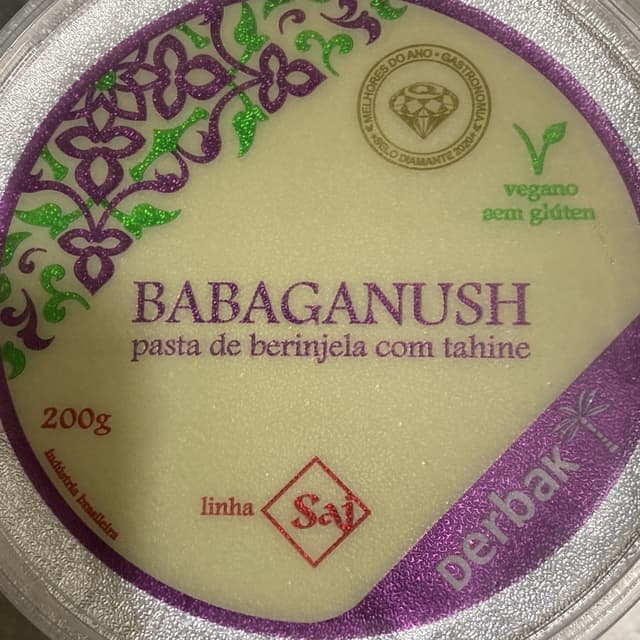 MELHORES DO ANO • GASTRONOMIA
SELO DIAMANTE 2020
vegano
sem glúten
BABAGANUSH
pasta de berinjela com tahine
200g
indústria brasileira
linha Saj
Derbak